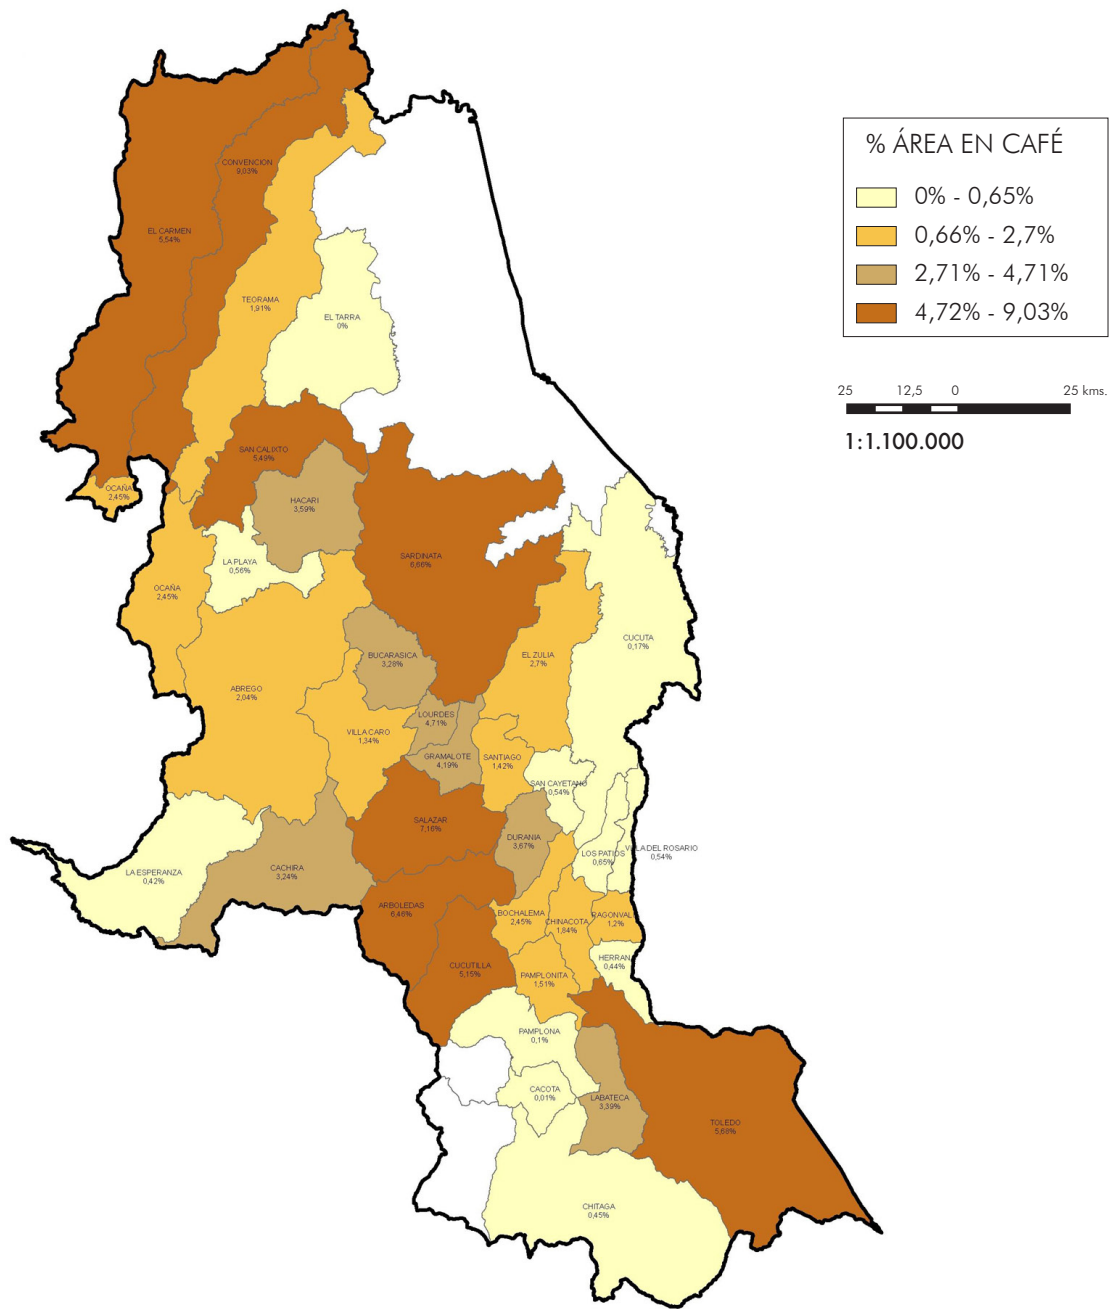 % ÁREA EN CAFÉ
0% - 0,65%
0,66% - 2,7%
2,71% - 4,71%
4,72% - 9,03%
25 12,5 0 25 kms.
1:1.100.000
CONVENCION
9,03%
EL CARMEN
5,54%
TEORAMA
1,91%
EL TARRA
0%
SAN CALIXTO
5,49%
OCAÑA
2,45%
HACARI
3,59%
SARDINATA
6,66%
LA PLAYA
0,56%
OCAÑA
2,45%
CUCUTA
0,17%
BUCARASICA
3,28%
EL ZULIA
2,7%
ABREGO
2,04%
LOURDES
4,71%
VILLA CARO
1,34%
GRAMALOTE
4,19%
SANTIAGO
1,42%
SAN CAYETANO
0,54%
SALAZAR
7,16%
DURANIA
3,67%
LOS PATIOS
0,65%
VILLA DEL ROSARIO
0,54%
LA ESPERANZA
0,42%
CACHIRA
3,24%
ARBOLEDAS
6,46%
BOCHALEMA
2,45%
CHINACOTA
1,84%
RAGONVAL
1,2%
HERRAN
0,44%
CUCUTILLA
5,15%
PAMPLONITA
1,51%
PAMPLONA
0,1%
CACOTA
0,01%
LABATECA
3,39%
TOLEDO
5,68%
CHITAGA
0,45%